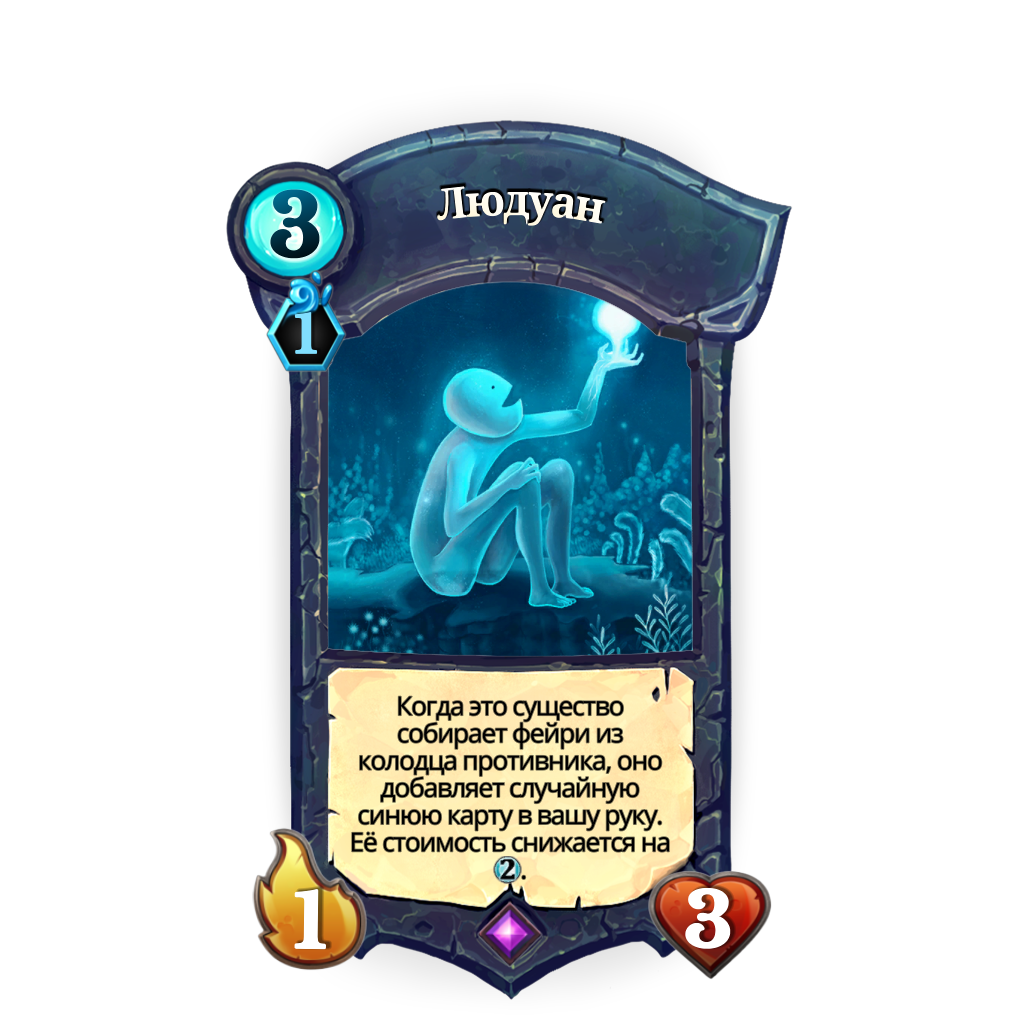 3
Людуан
1
Когда это существо
собирает фейри из
колодца противника, оно
добавляет случайную
синюю карту в вашу руку.
Её стоимость снижается на
2.
1
3